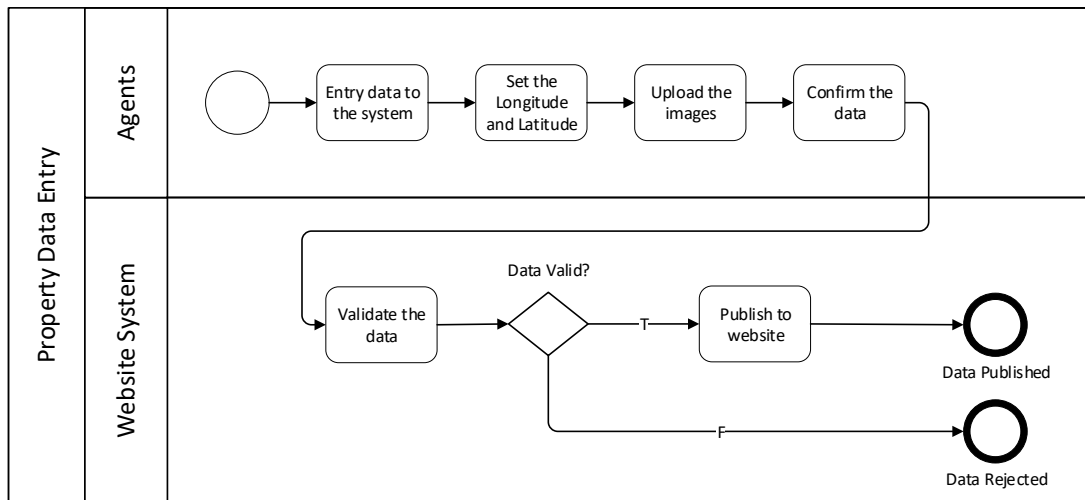 Property Data Entry
Agents
Entry data to
the system
Set the
Longitude
and Latitude
Upload the
images
Confirm the
data
Website System
Validate the
data
Data Valid?
T
Publish to
website
Data Published
F
Data Rejected